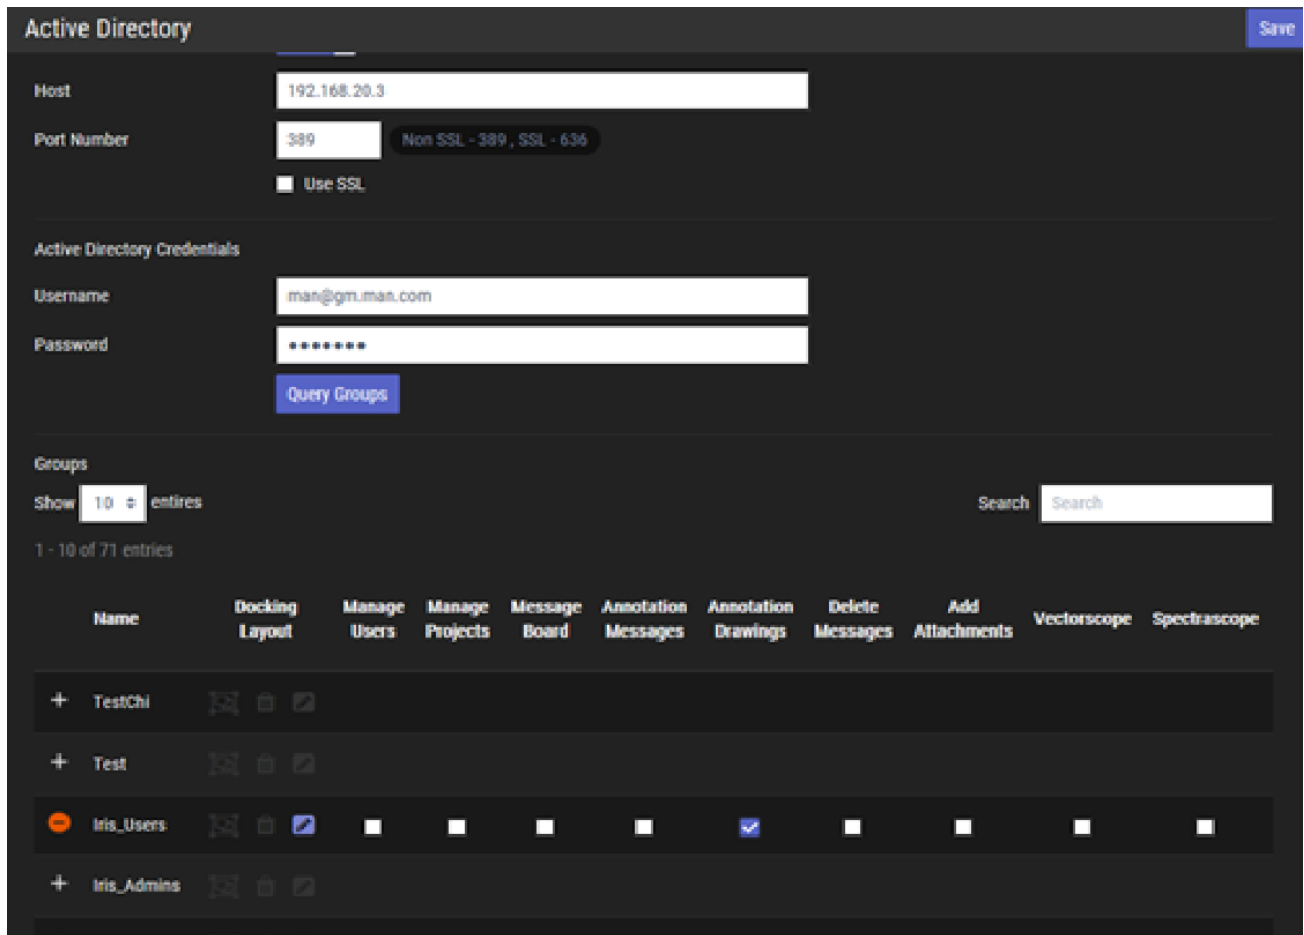 Active Directory
Save
Host
192.168.20.3
Port Number
389
Non SSL - 389 , SSL - 636
Use SSL
Active Directory Credentials
Username
man@gm.man.com
Password
Query Groups
Groups
Show 10 entires
Search
Search
1 - 10 of 71 entries
Name
Docking Layout
Manage Users
Manage Projects
Message Board
Annotation Messages
Annotation Drawings
Delete Messages
Add Attachments
Vectorscope
Spectrascope
TestChi
Test
Iris_Users
Iris_Admins